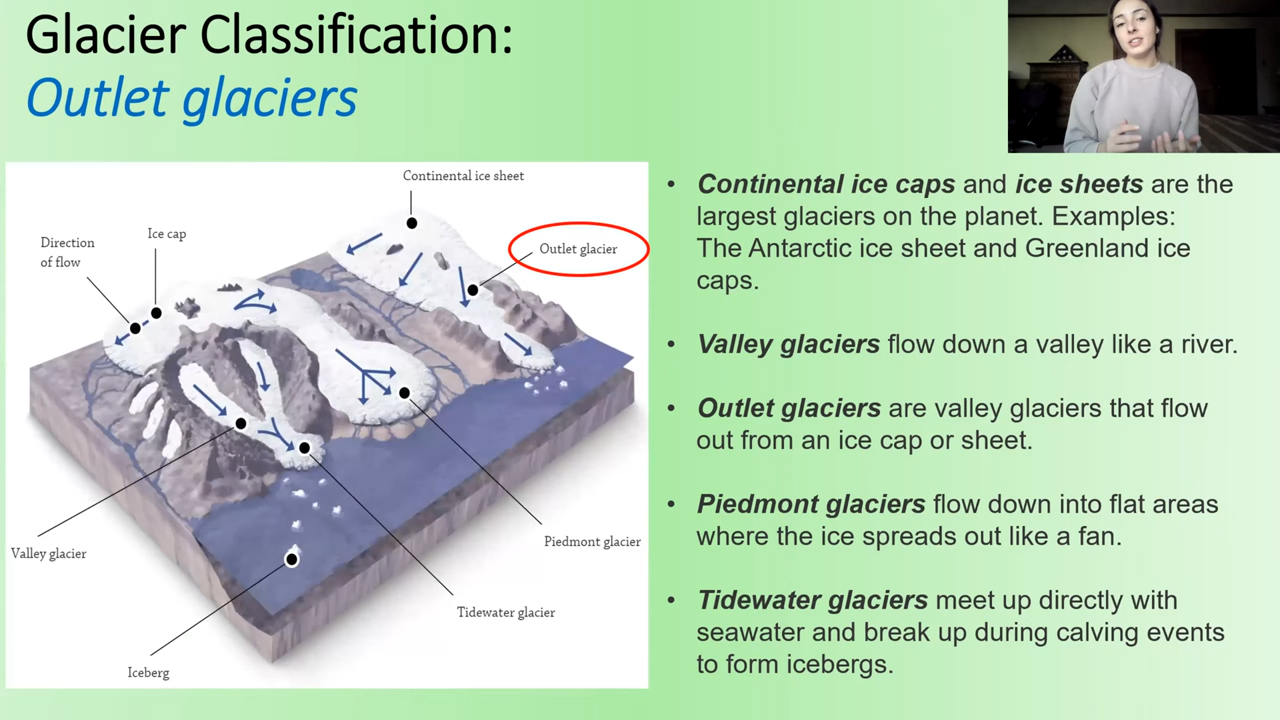 Glacier Classification:
Outlet glaciers
Continental ice sheet
Ice cap
Direction
of flow
Outlet glacier
Valley glacier
Piedmont glacier
Tidewater glacier
Iceberg
• Continental ice caps and ice sheets are the
largest glaciers on the planet. Examples:
The Antarctic ice sheet and Greenland ice
caps.
• Valley glaciers flow down a valley like a river.
• Outlet glaciers are valley glaciers that flow
out from an ice cap or sheet.
• Piedmont glaciers flow down into flat areas
where the ice spreads out like a fan.
• Tidewater glaciers meet up directly with
seawater and break up during calving events
to form icebergs.